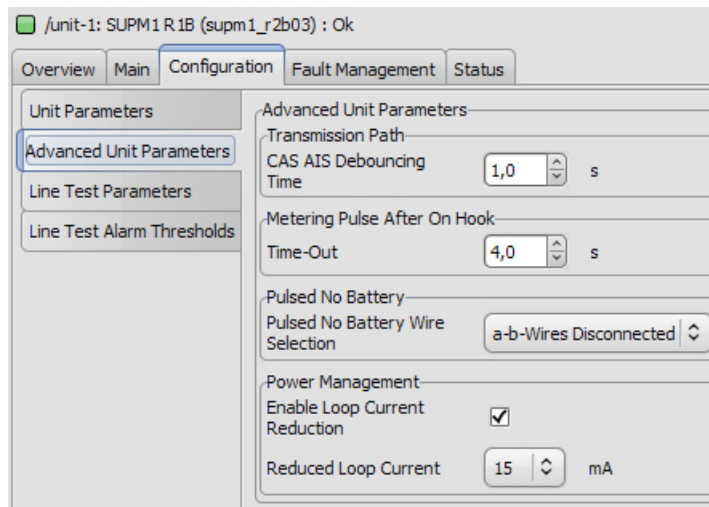 /unit-1: SUPM1 R1B (supm1_r2b03) : Ok
Overview Main Configuration Fault Management Status
Unit Parameters
Advanced Unit Parameters
Line Test Parameters
Line Test Alarm Thresholds
Advanced Unit Parameters
Transmission Path
CAS AIS Debouncing
Time
1,0 s
Metering Pulse After On Hook
Time-Out 4,0 s
Pulsed No Battery
Pulsed No Battery Wire
Selection
a-b-Wires Disconnected
Power Management
Enable Loop Current
Reduction
Reduced Loop Current 15 mA